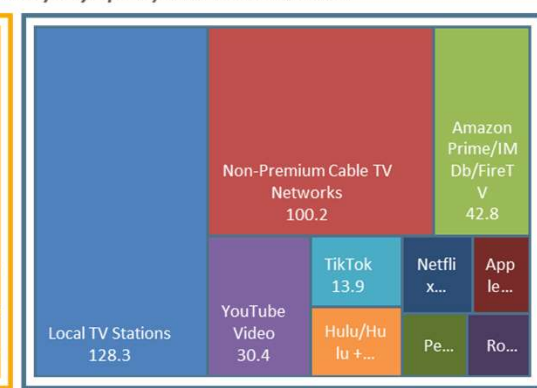 Non-Premium Cable TV
Networks
100.2
Amazon
Prime/IM
Db/FireT
V
42.8
Local TV Stations
128.3
YouTube
Video
30.4
TikTok
13.9
Hulu/Hu
lu +...
Netfli
x...
App
le...
Pe...
Ro...